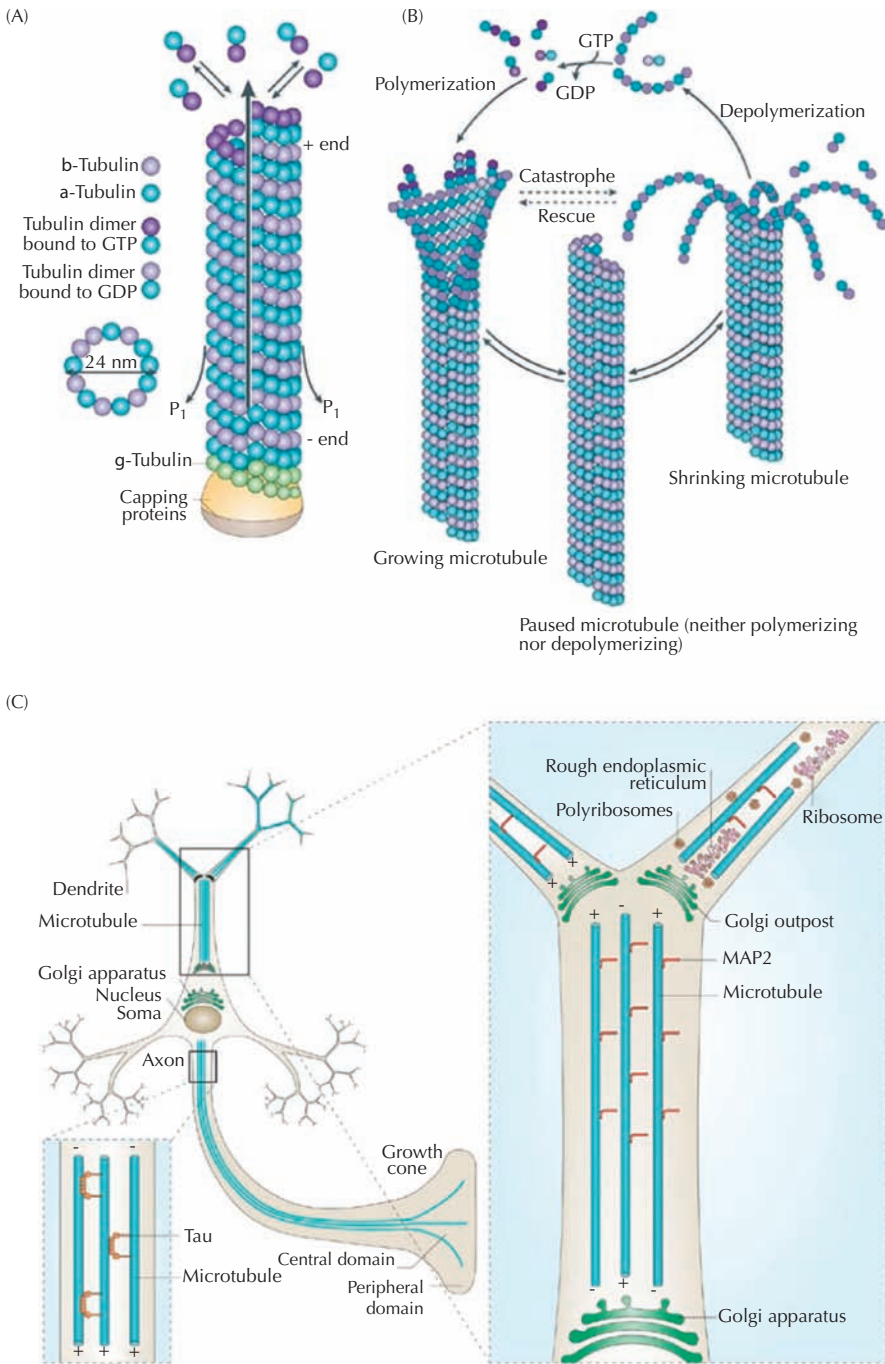 (A)
+ end
b-Tubulin
a-Tubulin
Tubulin dimer
bound to GTP
Tubulin dimer
bound to GDP
24 nm
P1
P1
- end
g-Tubulin
Capping
proteins
(B)
GTP
GDP
Polymerization
Depolymerization
Catastrophe
Rescue
Growing microtubule
Shrinking microtubule
Paused microtubule (neither polymerizing
nor depolymerizing)
(C)
Dendrite
Microtubule
Golgi apparatus
Nucleus
Soma
Axon
Growth
cone
Central domain
Peripheral
domain
- -
Tau
Microtubule
+ + +
Rough endoplasmic
reticulum
Polyribosomes
Ribosome
+
+
Golgi outpost
+ - +
MAP2
Microtubule
- + -
Golgi apparatus